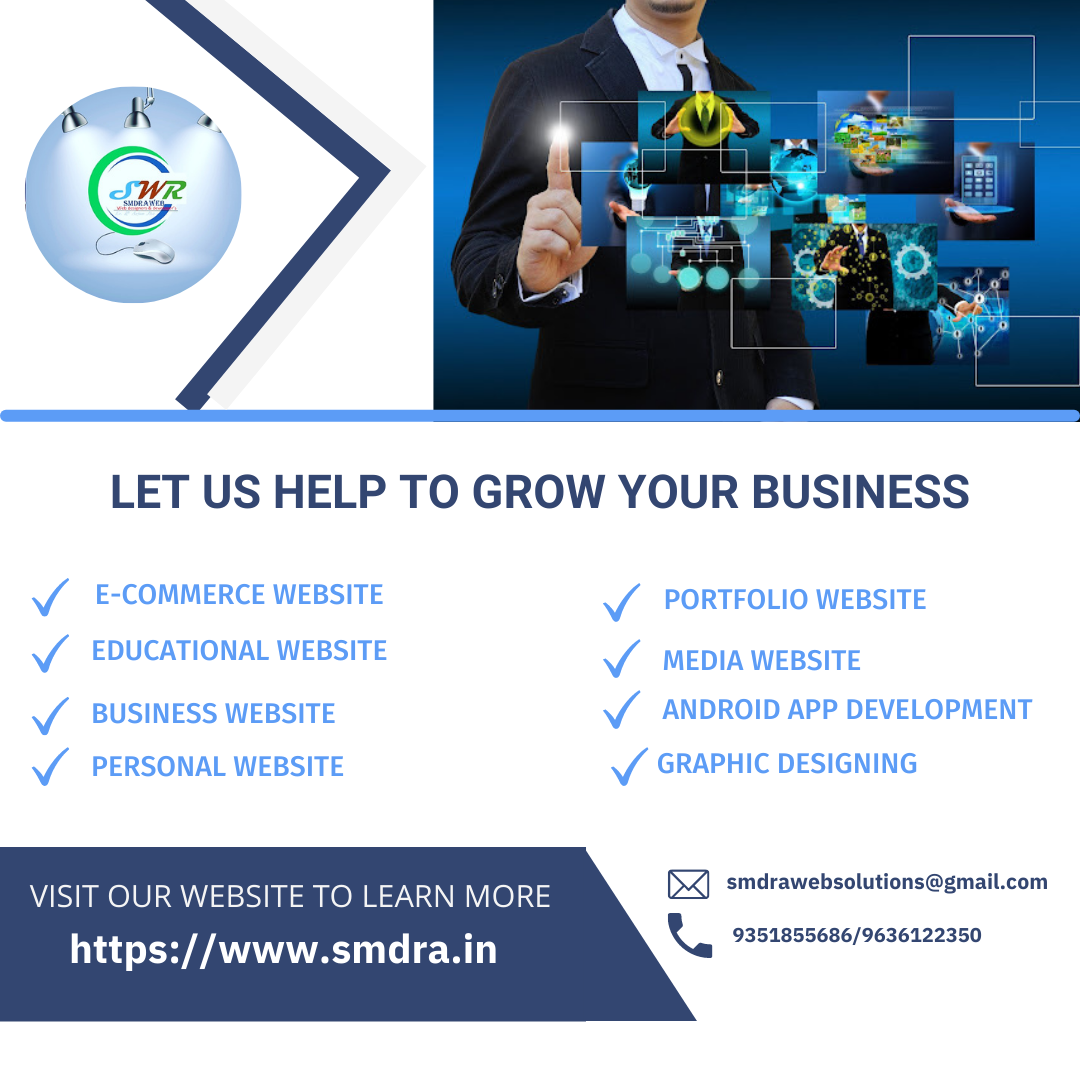 SWR
SMDRAWEB
LET US HELP TO GROW YOUR BUSINESS
E-COMMERCE WEBSITE
EDUCATIONAL WEBSITE
BUSINESS WEBSITE
PERSONAL WEBSITE
PORTFOLIO WEBSITE
MEDIA WEBSITE
ANDROID APP DEVELOPMENT
GRAPHIC DESIGNING
VISIT OUR WEBSITE TO LEARN MORE
https://www.smdra.in
smdrawebsolutions@gmail.com
9351855686/9636122350